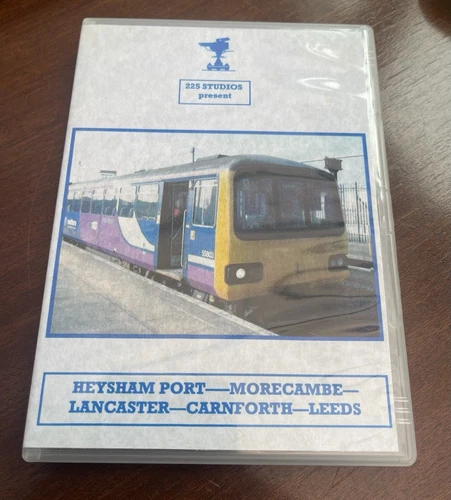 225 STUDIOS
present
HEYSHAM PORT—MORECAMBE—
LANCASTER—CARNFORTH—LEEDS